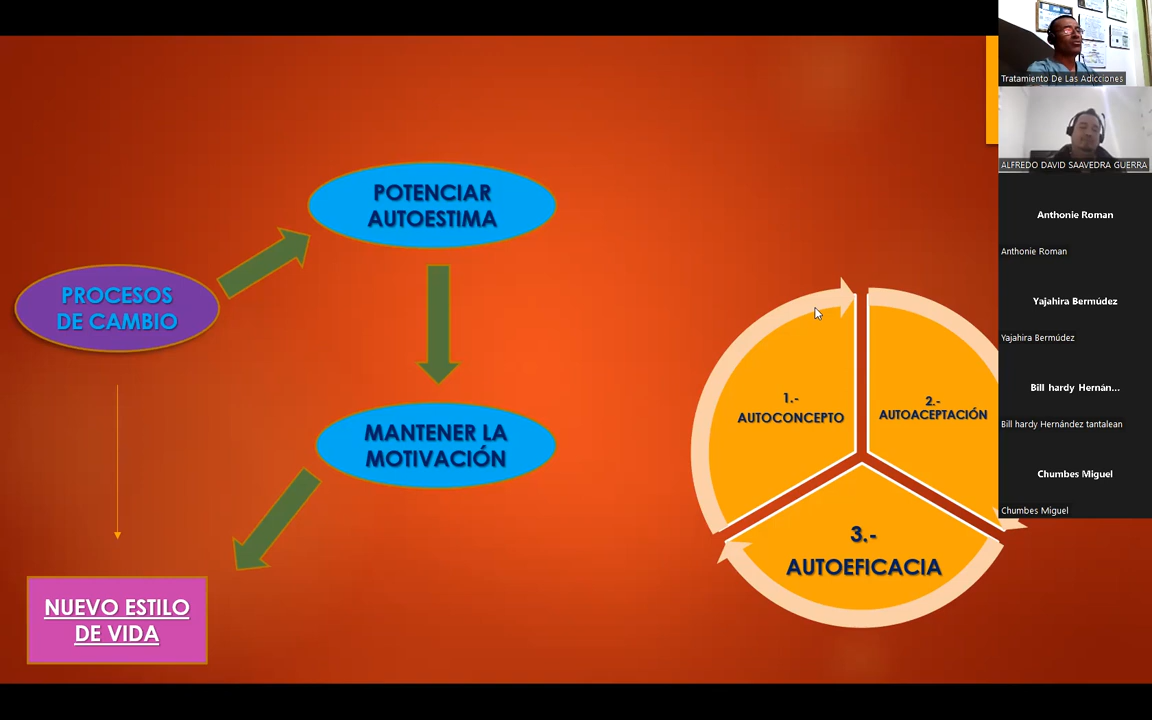 POTENCIAR
AUTOESTIMA
PROCESOS
DE CAMBIO
MANTENER LA
MOTIVACIÓN
NUEVO ESTILO
DE VIDA
1.-
AUTOCONCEPTO
2.-
AUTOACEPTACIÓN
3.-
AUTOEFICACIA
Tratamiento De Las Adicciones
ALFREDO DAVID SAAVEDRA GUERRA
Anthonie Roman
Anthonie Roman
Yajahira Bermúdez
Yajahira Bermúdez
Bill hardy Hernán...
Bill hardy Hernández tantalean
Chumbes Miguel
Chumbes Miguel